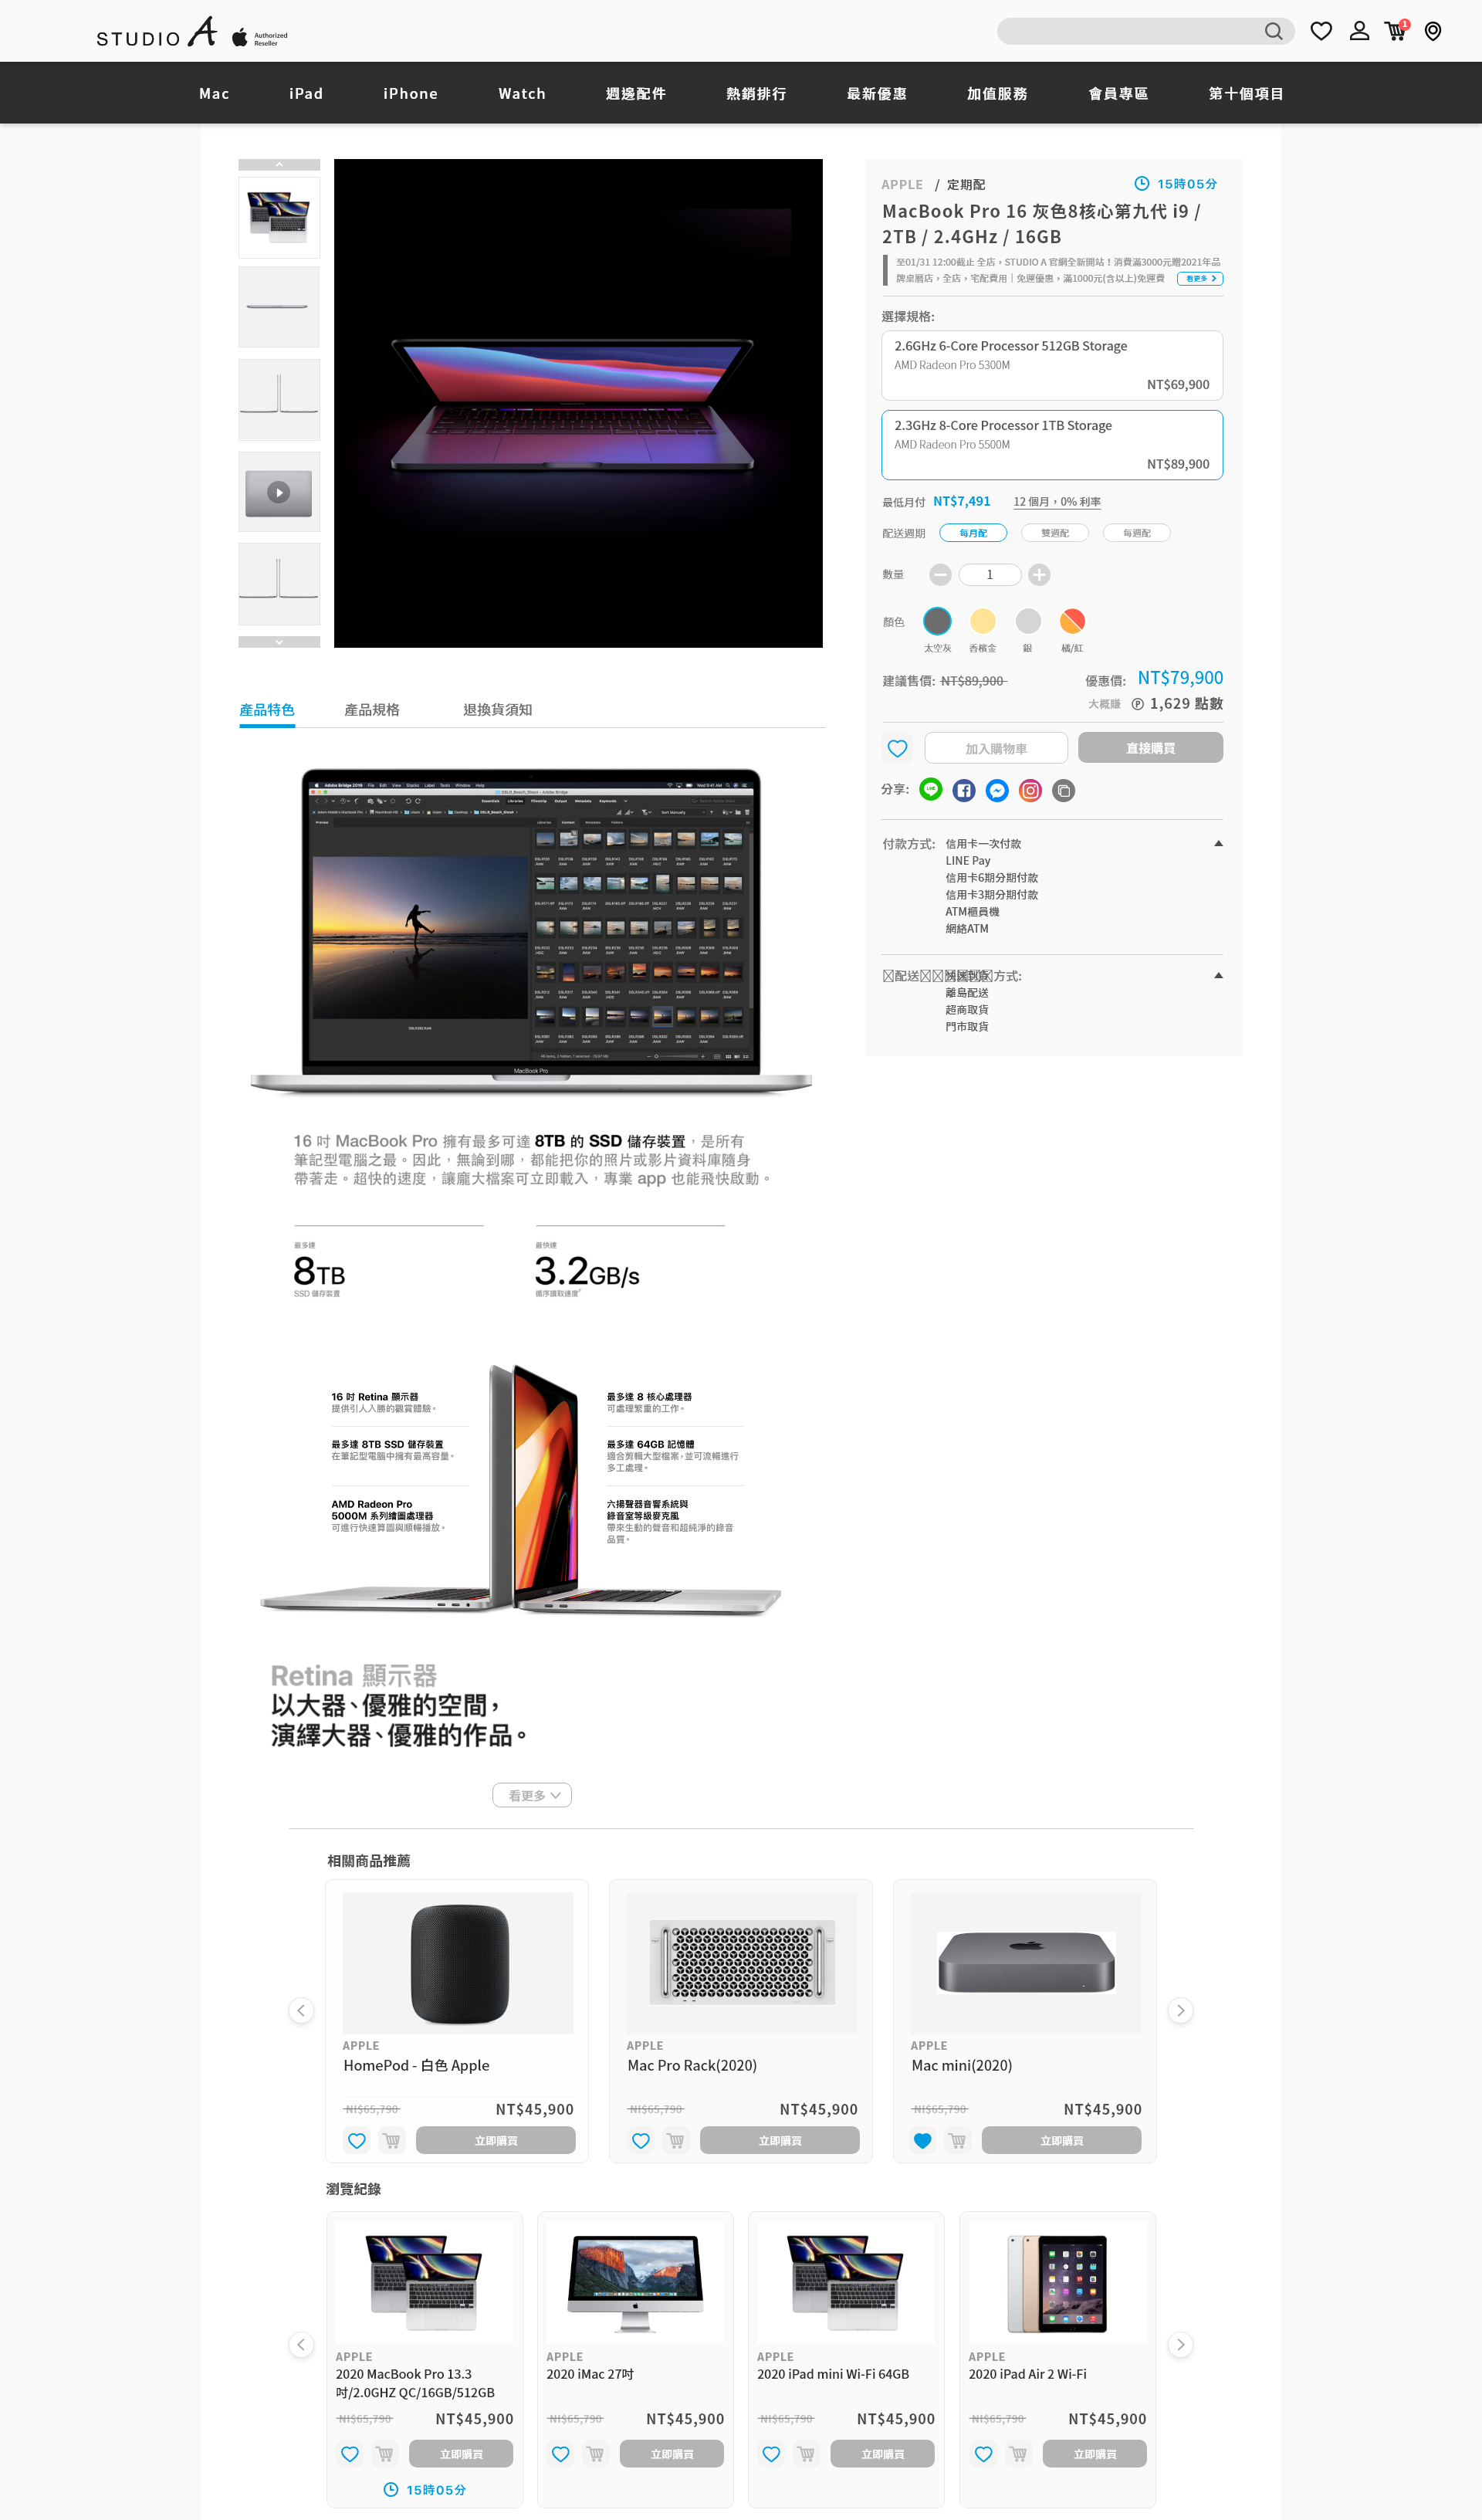 STUDIO A Authorized
Reseller
1
Mac iPad iPhone Watch 週邊配件 熱銷排行 最新優惠 加值服務 會員專區 第十個項目
APPLE / 定期配 15時05分
MacBook Pro 16 灰色8核心第九代 i9 /
2TB / 2.4GHz / 16GB
至01/31 12:00截止 全店，STUDIO A 官網全新開站！消費滿3000元贈2021年品
牌桌曆店，全店，宅配費用｜免運優惠，滿1000元(含以上)免運費 看更多
選擇規格:
2.6GHz 6-Core Processor 512GB Storage
AMD Radeon Pro 5300M
NT$69,900
2.3GHz 8-Core Processor 1TB Storage
AMD Radeon Pro 5500M
NT$89,900
最低月付 NT$7,491 12 個月，0% 利率
配送週期 每月配 雙週配 每週配
數量 1
顏色
太空灰 香檳金 銀 橘/紅
建議售價: NT$89,900 優惠價: NT$79,900
大概賺 P 1,629 點數
加入購物車 直接購買
分享:
付款方式: 信用卡一次付款
LINE Pay
信用卡6期分期付款
信用卡3期分期付款
ATM櫃員機
網絡ATM
配送 方式:
離島配送
超商取貨
門市取貨
產品特色 產品規格 退換貨須知
MacBook Pro
16 吋 MacBook Pro 擁有最多可達 8TB 的 SSD 儲存裝置，是所有
筆記型電腦之最。因此，無論到哪，都能把你的照片或影片資料庫隨身
帶著走。超快的速度，讓龐大檔案可立即載入，專業 app 也能飛快啟動。
最多達
8TB
SSD 儲存裝置
最快達
3.2GB/s
循序讀取速度
16 吋 Retina 顯示器
提供引人入勝的觀賞體驗。
最多達 8TB SSD 儲存裝置
在筆記型電腦中擁有最高容量。
AMD Radeon Pro
5000M 系列繪圖處理器
可進行快速算圖與順暢播放。
最多達 8 核心處理器
可處理繁重的工作。
最多達 64GB 記憶體
適合剪輯大型檔案，並可流暢進行
多工處理。
六揚聲器音響系統與
錄音室等級麥克風
帶來生動的聲音和超純淨的錄音
品質。
Retina 顯示器
以大器、優雅的空間，
演繹大器、優雅的作品。
看更多
相關商品推薦
APPLE
HomePod - 白色 Apple
NT$65,790 NT$45,900
立即購買
APPLE
Mac Pro Rack(2020)
NT$65,790 NT$45,900
立即購買
APPLE
Mac mini(2020)
NT$65,790 NT$45,900
立即購買
瀏覽紀錄
APPLE
2020 MacBook Pro 13.3
吋/2.0GHZ QC/16GB/512GB
NT$65,790 NT$45,900
立即購買
15時05分
APPLE
2020 iMac 27吋
NT$65,790 NT$45,900
立即購買
APPLE
2020 iPad mini Wi-Fi 64GB
NT$65,790 NT$45,900
立即購買
APPLE
2020 iPad Air 2 Wi-Fi
NT$65,790 NT$45,900
立即購買